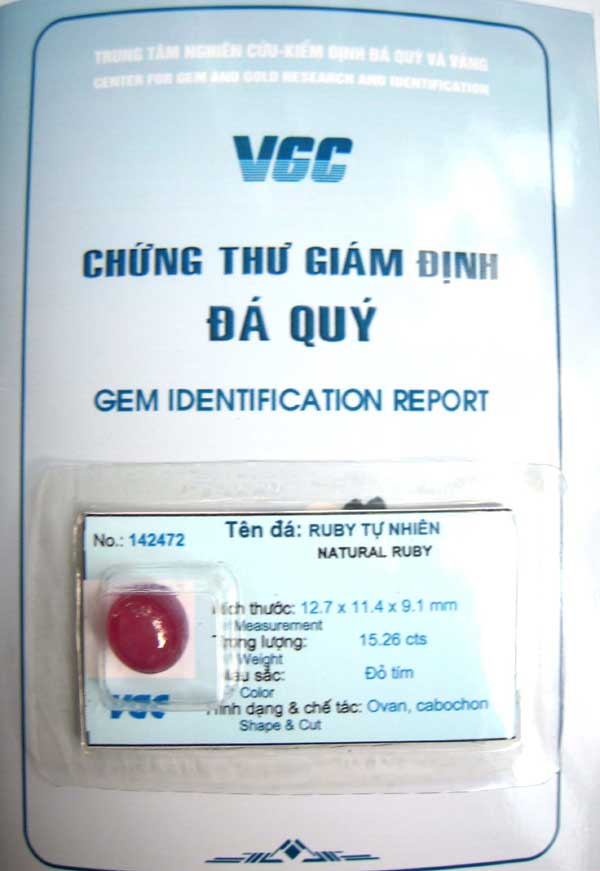 TRUNG TÂM NGHIÊN CỨU-KIỂM ĐỊNH ĐÁ QUÝ VÀ VÀNG
CENTER FOR GEM AND GOLD RESEARCH AND IDENTIFICATION
VGC
CHỨNG THƯ GIÁM ĐỊNH
ĐÁ QUÝ
GEM IDENTIFICATION REPORT
No.: 142472
Tên đá: RUBY TỰ NHIÊN
NATURAL RUBY
thước: 12.7 x 11.4 x 9.1 mm
Measurement
lượng: 15.26 cts
Weight
sắc: Đỏ tím
Color
dạng & chế tác: Ovan, cabochon
Shape & Cut
VGC